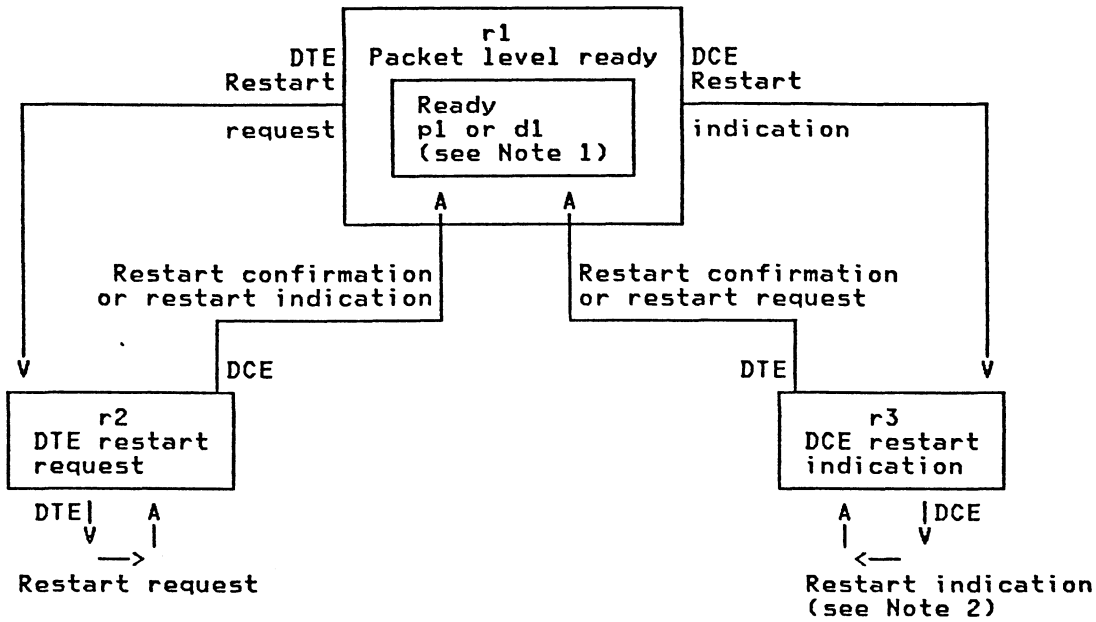 r1
Packet level ready
DTE
Restart
request
DCE
Restart
indication
Ready
p1 or d1
(see Note 1)
A
A
Restart confirmation
or restart indication
Restart confirmation
or restart request
V
DCE
DTE
V
r2
DTE restart
request
r3
DCE restart
indication
DTE
A
V
Restart request
A
DCE
V
Restart indication
(see Note 2)